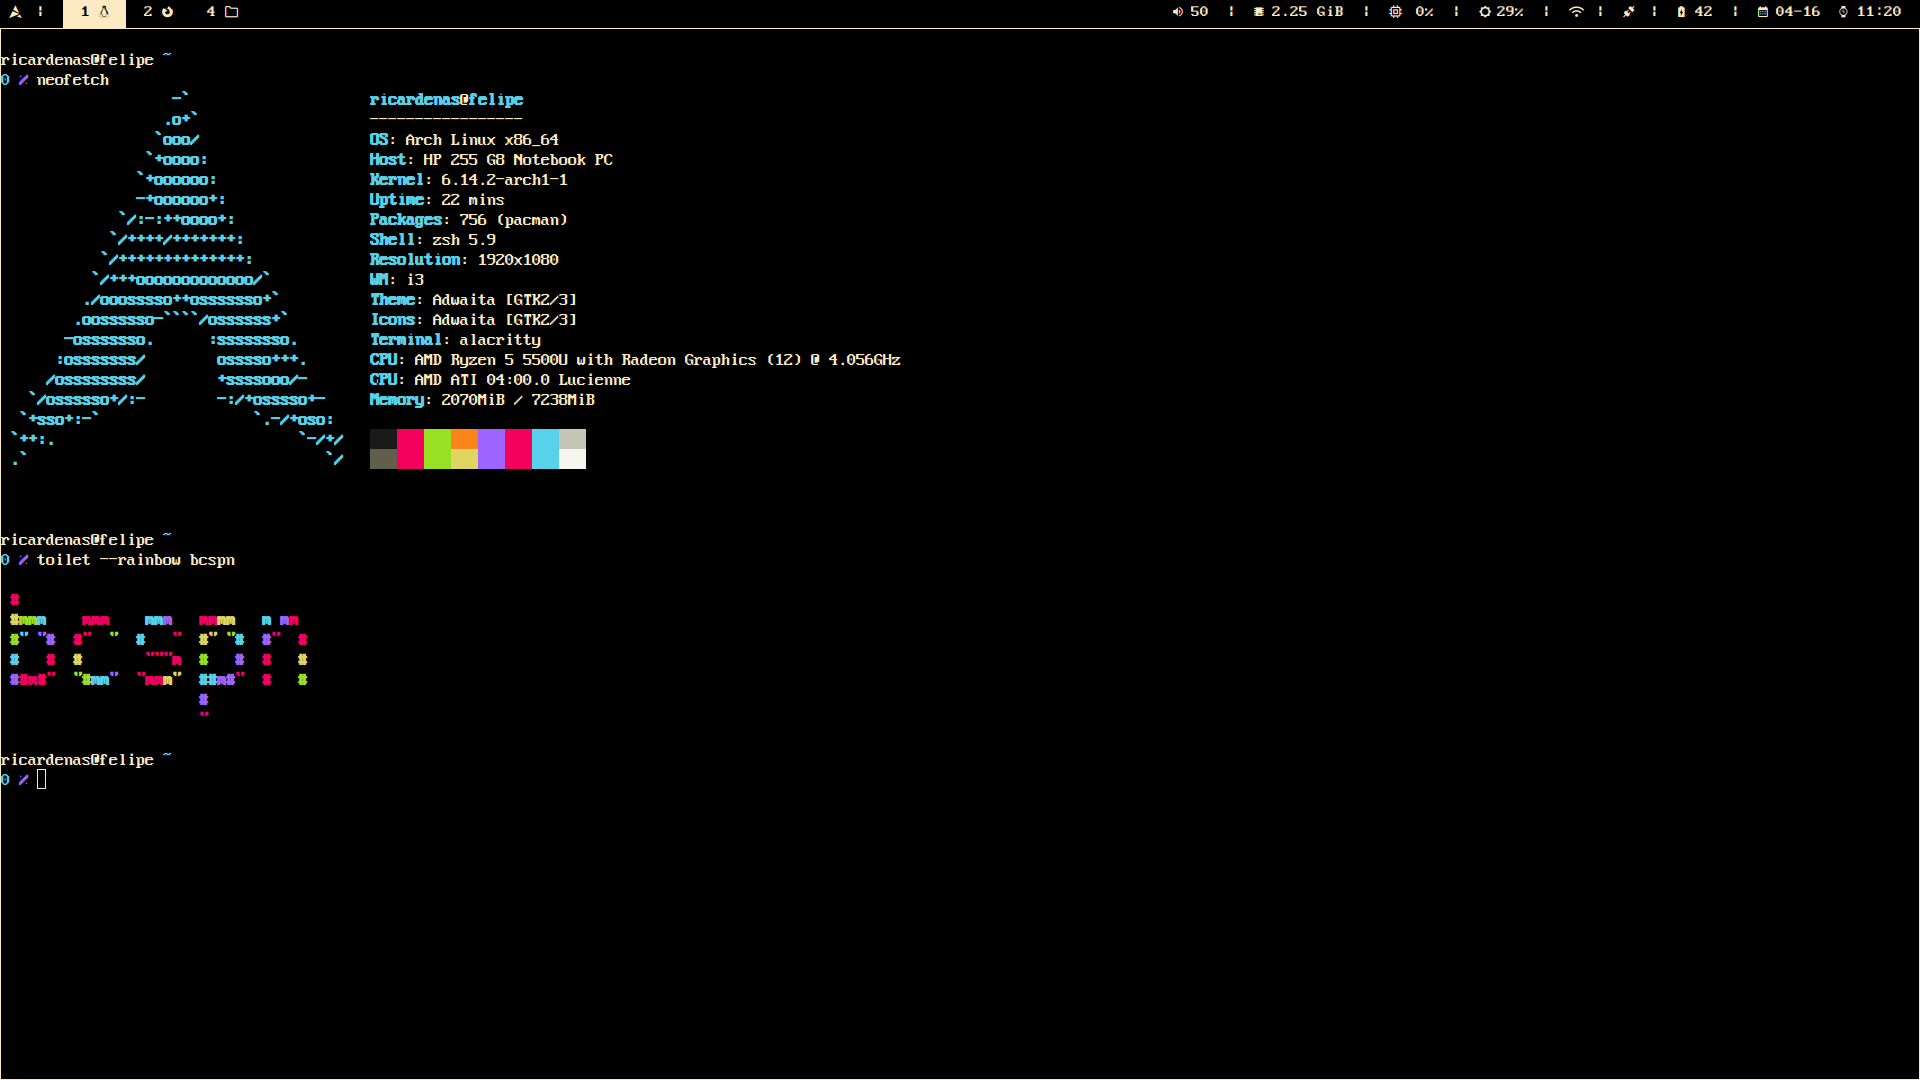 1 2 4 50 ¦ 2.25 GiB ¦ 0% ¦ 29% ¦ ¦ ¦ 42 ¦ 04-16 11:20
ricardenas@felipe ~
0 % neofetch
ricardenas@felipe
-----------------
OS: Arch Linux x86_64
Host: HP 255 G8 Notebook PC
Kernel: 6.14.2-arch1-1
Uptime: 22 mins
Packages: 756 (pacman)
Shell: zsh 5.9
Resolution: 1920x1080
WM: i3
Theme: Adwaita [GTK2/3]
Icons: Adwaita [GTK2/3]
Terminal: alacritty
CPU: AMD Ryzen 5 5500U with Radeon Graphics (12) @ 4.056GHz
GPU: AMD ATI 04:00.0 Lucienne
Memory: 2070MiB / 7238MiB
ricardenas@felipe ~
0 % toilet --rainbow bcspn
bcspn
ricardenas@felipe ~
0 %